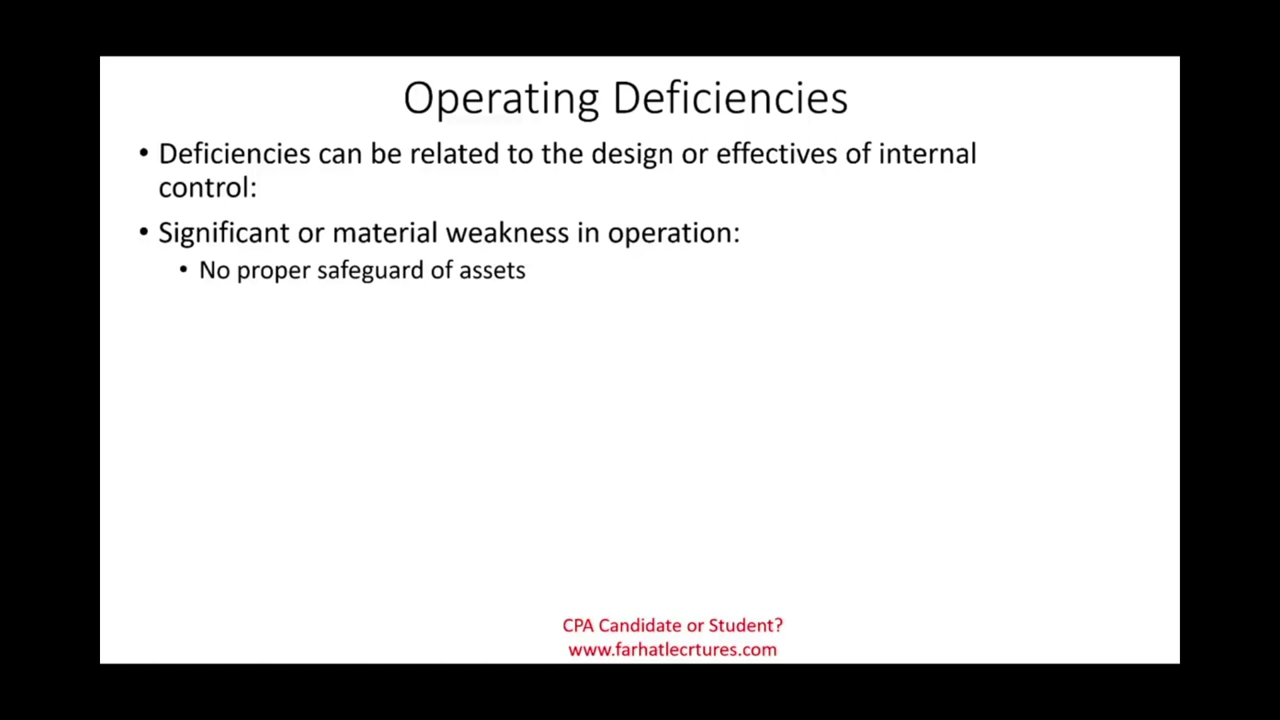 Operating Deficiencies
• Deficiencies can be related to the design or effectives of internal
control:
• Significant or material weakness in operation:
• No proper safeguard of assets
CPA Candidate or Student?
www.farhatlecrtures.com